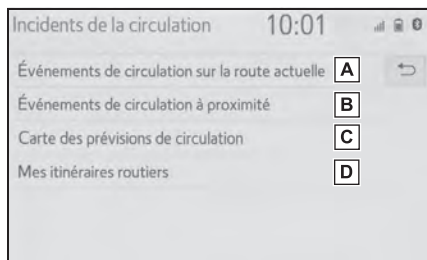 Incidents de la circulation 10:01
Événements de circulation sur la route actuelle A
Événements de circulation à proximité B
Carte des prévisions de circulation C
Mes itinéraires routiers D